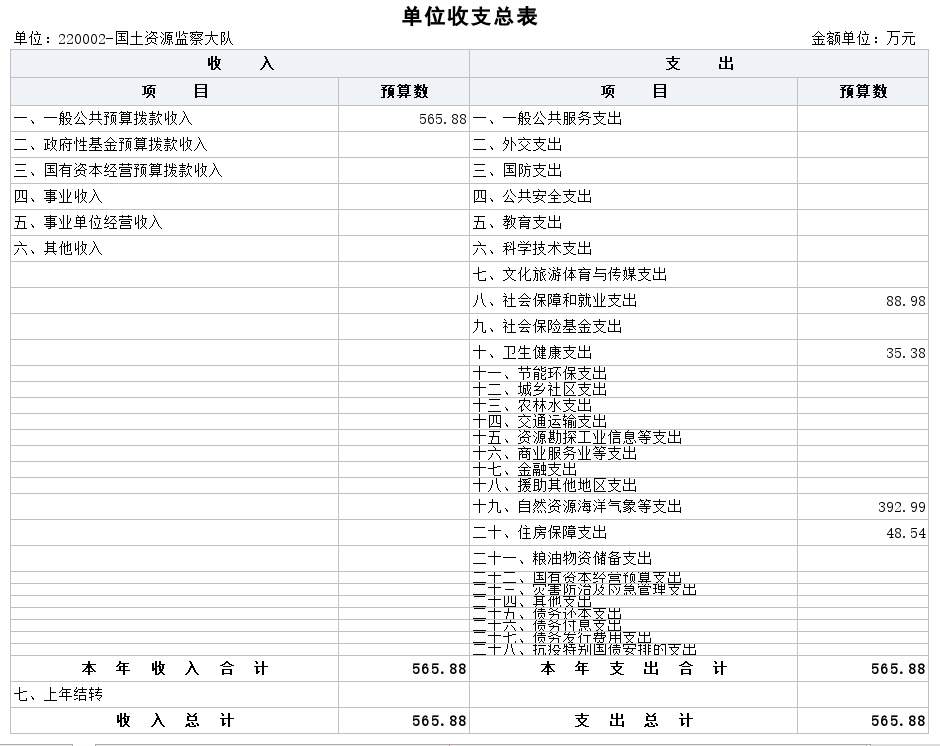 单位收支总表
单位：220002-国土资源监察大队 金额单位：万元
收 入 支 出
项 目 预算数 项 目 预算数
一、一般公共预算拨款收入 565.88 一、一般公共服务支出
二、政府性基金预算拨款收入 二、外交支出
三、国有资本经营预算拨款收入 三、国防支出
四、事业收入 四、公共安全支出
五、事业单位经营收入 五、教育支出
六、其他收入 六、科学技术支出
七、文化旅游体育与传媒支出
八、社会保障和就业支出 88.98
九、社会保险基金支出
十、卫生健康支出 35.38
十一、节能环保支出
十二、城乡社区支出
十三、农林水支出
十四、交通运输支出
十五、资源勘探工业信息等支出
十六、商业服务业等支出
十七、金融支出
十八、援助其他地区支出
十九、自然资源海洋气象等支出 392.99
二十、住房保障支出 48.54
二十一、粮油物资储备支出
二十二、国有资本经营预算支出
二十三、灾害防治及应急管理支出
二十四、其他支出
二十五、债务还本支出
二十六、债务付息支出
二十七、债务发行费用支出
二十八、抗疫特别国债安排的支出
本 年 收 入 合 计 565.88 本 年 支 出 合 计 565.88
七、上年结转
收 入 总 计 565.88 支 出 总 计 565.88